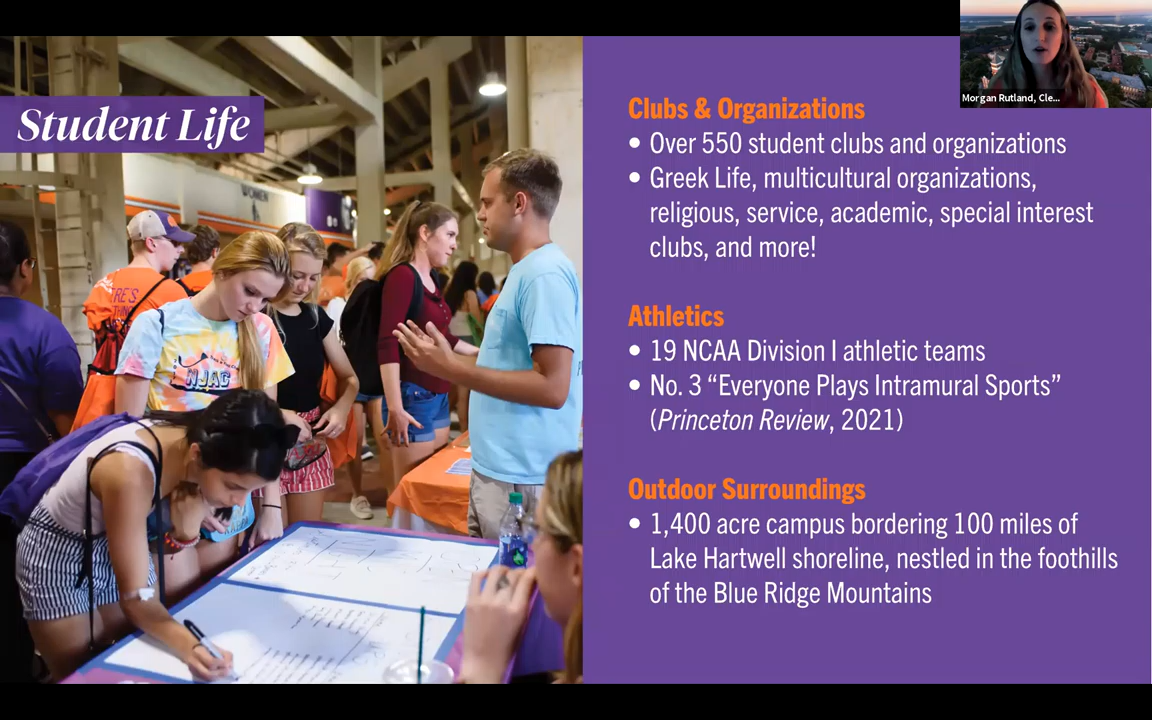 Student Life
WOMEN
NJAC
Clubs & Organizations
• Over 550 student clubs and organizations
• Greek Life, multicultural organizations,
religious, service, academic, special interest
clubs, and more!
Athletics
• 19 NCAA Division I athletic teams
• No. 3 “Everyone Plays Intramural Sports”
(Princeton Review, 2021)
Outdoor Surroundings
• 1,400 acre campus bordering 100 miles of
Lake Hartwell shoreline, nestled in the foothills
of the Blue Ridge Mountains
Morgan Rutland, Cle...